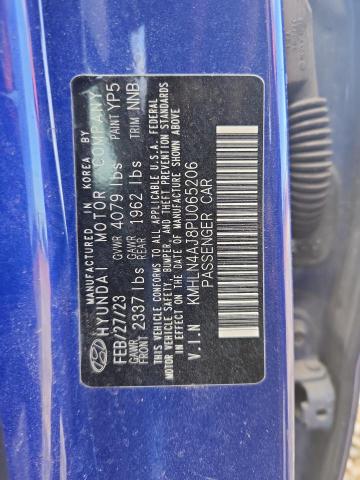 MADE IN KOREA BY
HYUNDAI MOTOR COMPANY
FEB/27/23 GVWR 4079 lbs PAINT YP5
GAWR FRONT 2337 lbs GAWR REAR 1962 lbs TRIM NNB
THIS VEHICLE CONFORMS TO ALL APPLICABLE U.S.A. FEDERAL
MOTOR VEHICLE SAFETY, BUMPER, AND THEFT PREVENTION
STANDARDS IN EFFECT ON THE DATE OF MANUFACTURE SHOWN ABOVE.
V.I.N KMHLN4AJ8PU065206
PASSENGER CAR